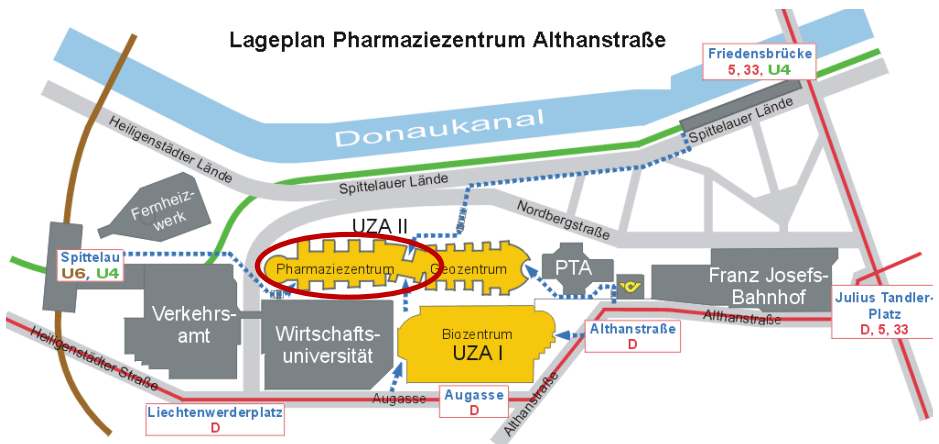 Lageplan Pharmaziezentrum Althanstraße
Friedensbrücke
5, 33, U4
Donaukanal
Heiligenstädter
Lände
Spittelauer Lände
Spittelauer Lände
Fernheiz-
werk
Nordbergstraße
UZA II
Spittelau
U6, U4
Pharmaziezentrum
Geozentrum
PTA
Franz Josefs-
Bahnhof
Julius Tandler-
Platz
D, 5, 33
Verkehrs-
amt
Wirtschafts-
universität
Biozentrum
UZA I
Althanstraße
D
Althanstraße
Heiligenstädter Straße
Liechtenwerderplatz
D
Augasse
Augasse
D
Althanstraße